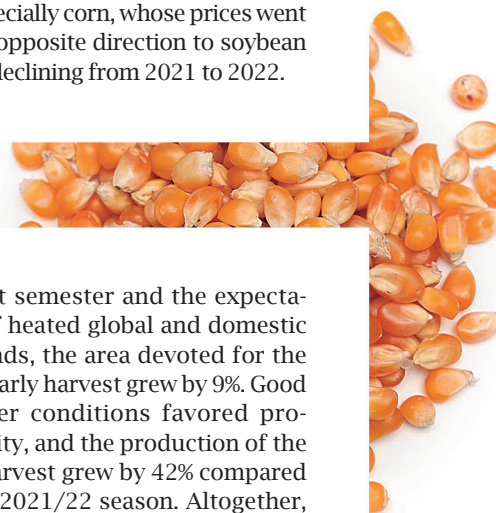 ecially corn, whose prices went
opposite direction to soybean
eclining from 2021 to 2022.
t semester and the expecta-
heated global and domestic
ds, the area devoted for the
arly harvest grew by 9%. Good
er conditions favored pro-
ity, and the production of the
arvest grew by 42% compared
2021/22 season. Altogether,